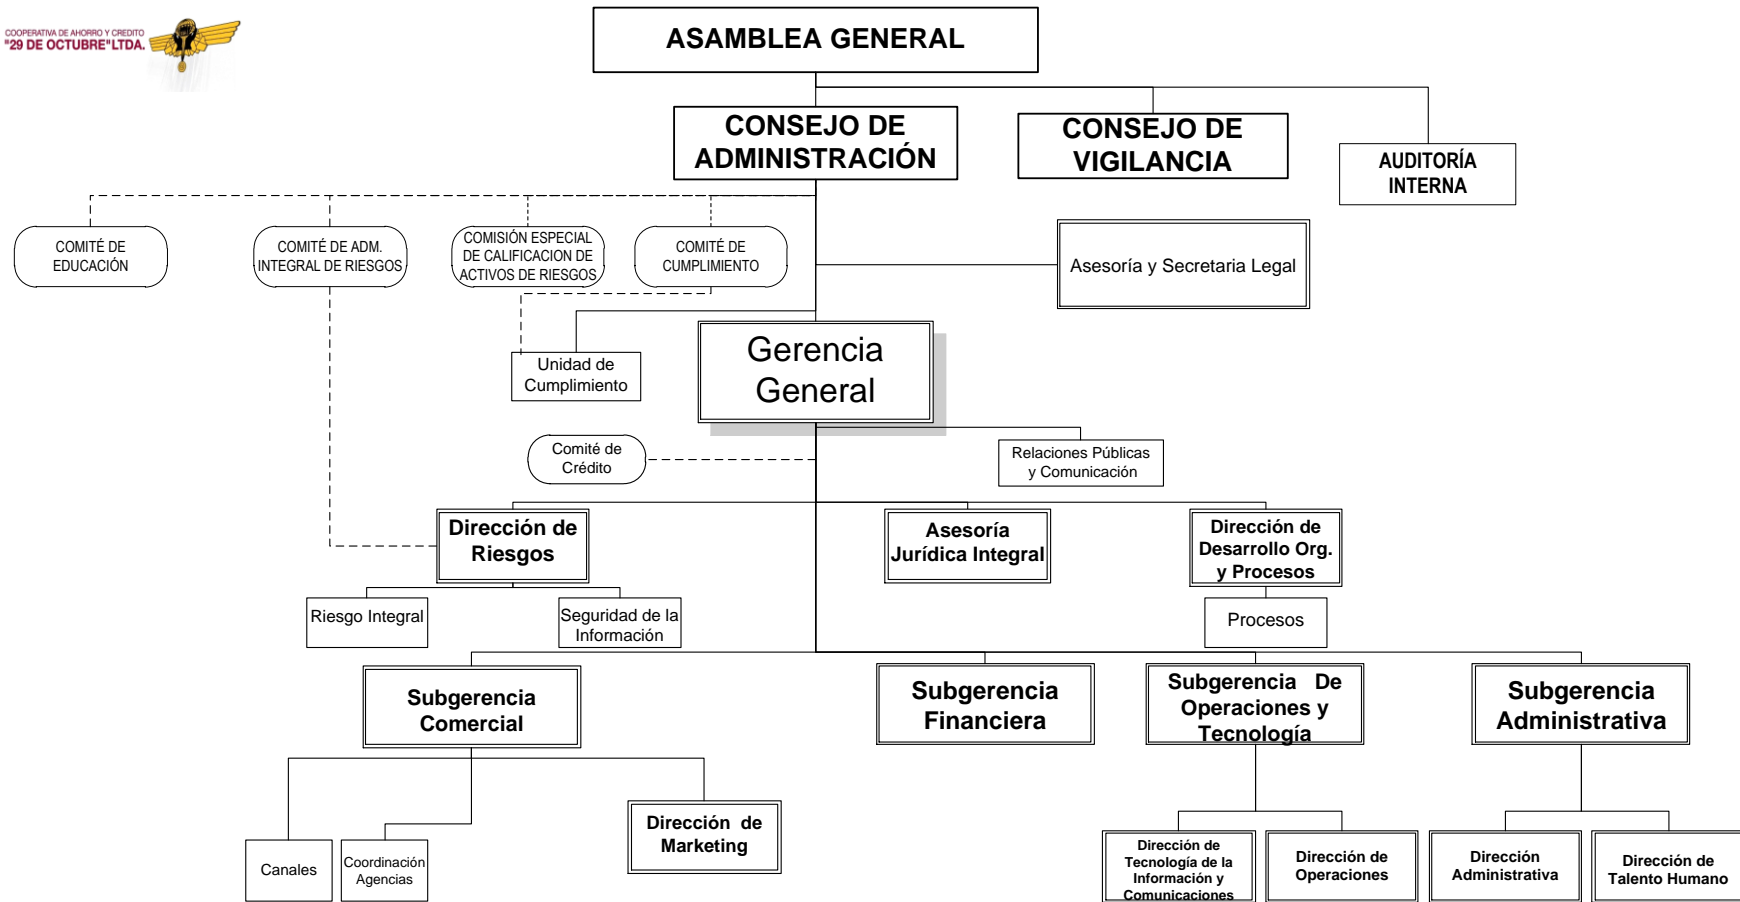 COOPERATIVA DE AHORRO Y CREDITO
"29 DE OCTUBRE" LTDA.
ASAMBLEA GENERAL
CONSEJO DE
ADMINISTRACIÓN
CONSEJO DE
VIGILANCIA
AUDITORÍA
INTERNA
COMITÉ DE
EDUCACIÓN
COMITÉ DE ADM.
INTEGRAL DE RIESGOS
COMISIÓN ESPECIAL
DE CALIFICACION DE
ACTIVOS DE RIESGOS
COMITÉ DE
CUMPLIMIENTO
Asesoría y Secretaria Legal
Unidad de
Cumplimiento
Gerencia
General
Comité de
Crédito
Relaciones Públicas
y Comunicación
Dirección de
Riesgos
Asesoría
Jurídica Integral
Dirección de
Desarrollo Org.
y Procesos
Riesgo Integral
Seguridad de la
Información
Procesos
Subgerencia
Comercial
Subgerencia
Financiera
Subgerencia De
Operaciones y
Tecnología
Subgerencia
Administrativa
Canales
Coordinación
Agencias
Dirección de
Marketing
Dirección de
Tecnología de la
Información y
Comunicaciones
Dirección de
Operaciones
Dirección
Administrativa
Dirección de
Talento Humano